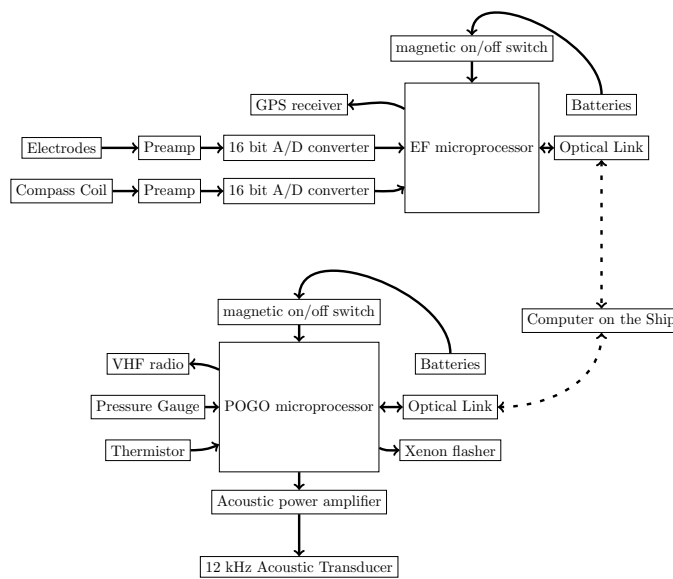 magnetic on/off switch
GPS receiver
Batteries
Electrodes
Preamp
16 bit A/D converter
EF microprocessor
Optical Link
Compass Coil
Preamp
16 bit A/D converter
magnetic on/off switch
Computer on the Ship
VHF radio
Batteries
Pressure Gauge
POGO microprocessor
Optical Link
Thermistor
Xenon flasher
Acoustic power amplifier
12 kHz Acoustic Transducer